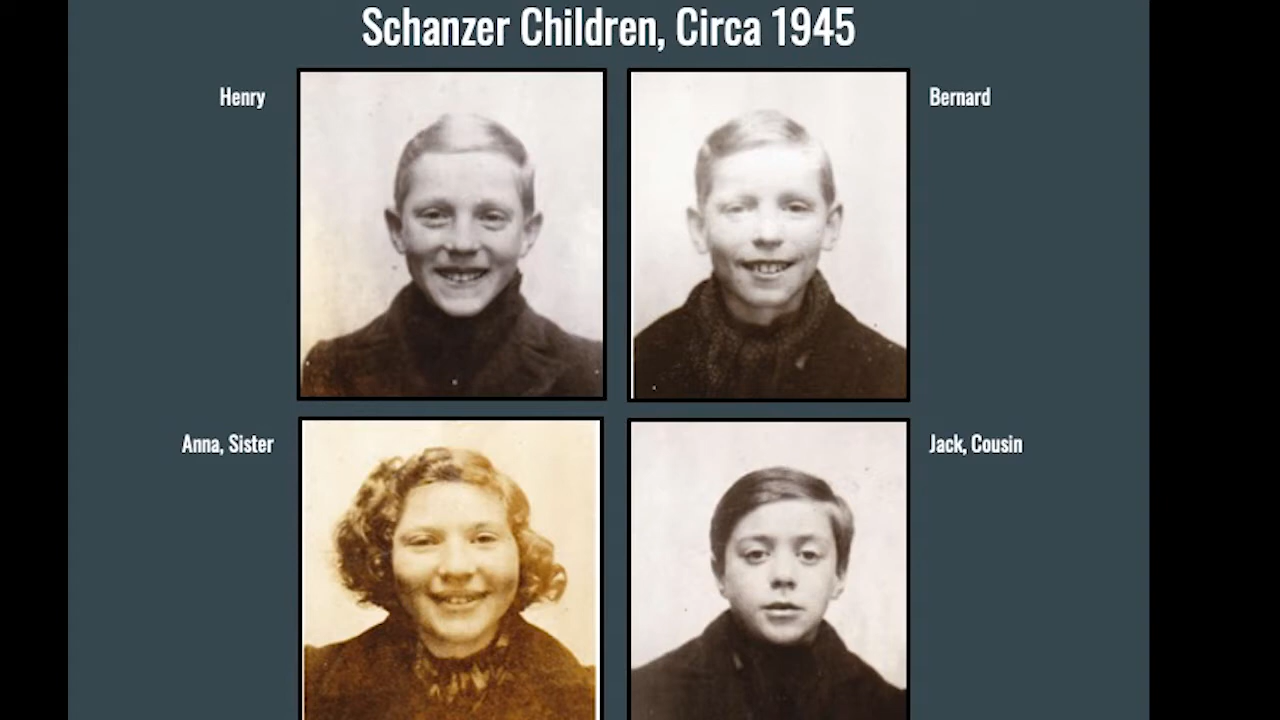 Schanzer Children, Circa 1945
Henry
Bernard
Anna, Sister
Jack, Cousin